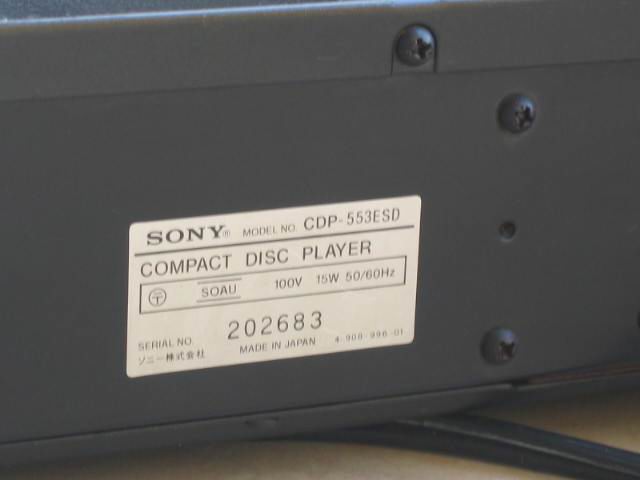 SONY® MODEL NO. CDP-553ESD
COMPACT DISC PLAYER
〒 SOAU 100V 15W 50/60Hz
SERIAL NO. 202683
ソニー株式会社 MADE IN JAPAN 4-908-996-01